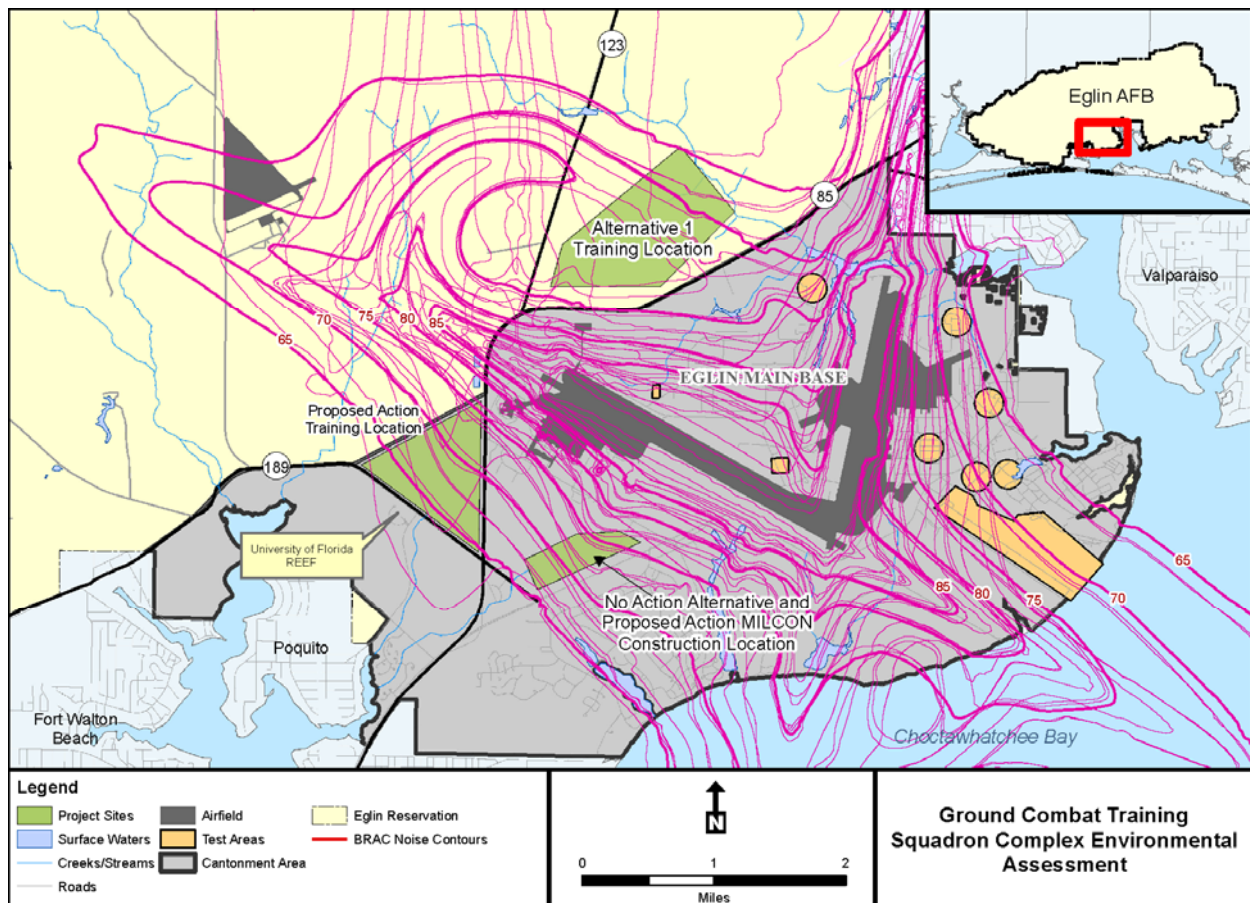 123
Eglin AFB
85
Alternative 1
Training Location
Valparaiso
65
70
75
80
85
EGLIN MAIN BASE
Proposed Action
Training Location
189
University of Florida
REEF
No Action Alternative and
Proposed Action MILCON
Construction Location
85
80
75
70
65
Poquito
Fort Walton
Beach
Choctawhatchee Bay
Legend
Project Sites
Airfield
Eglin Reservation
Surface Waters
Test Areas
BRAC Noise Contours
Creeks/Streams
Cantonment Area
Roads
N
0 1 2
Miles
Ground Combat Training
Squadron Complex Environmental
Assessment